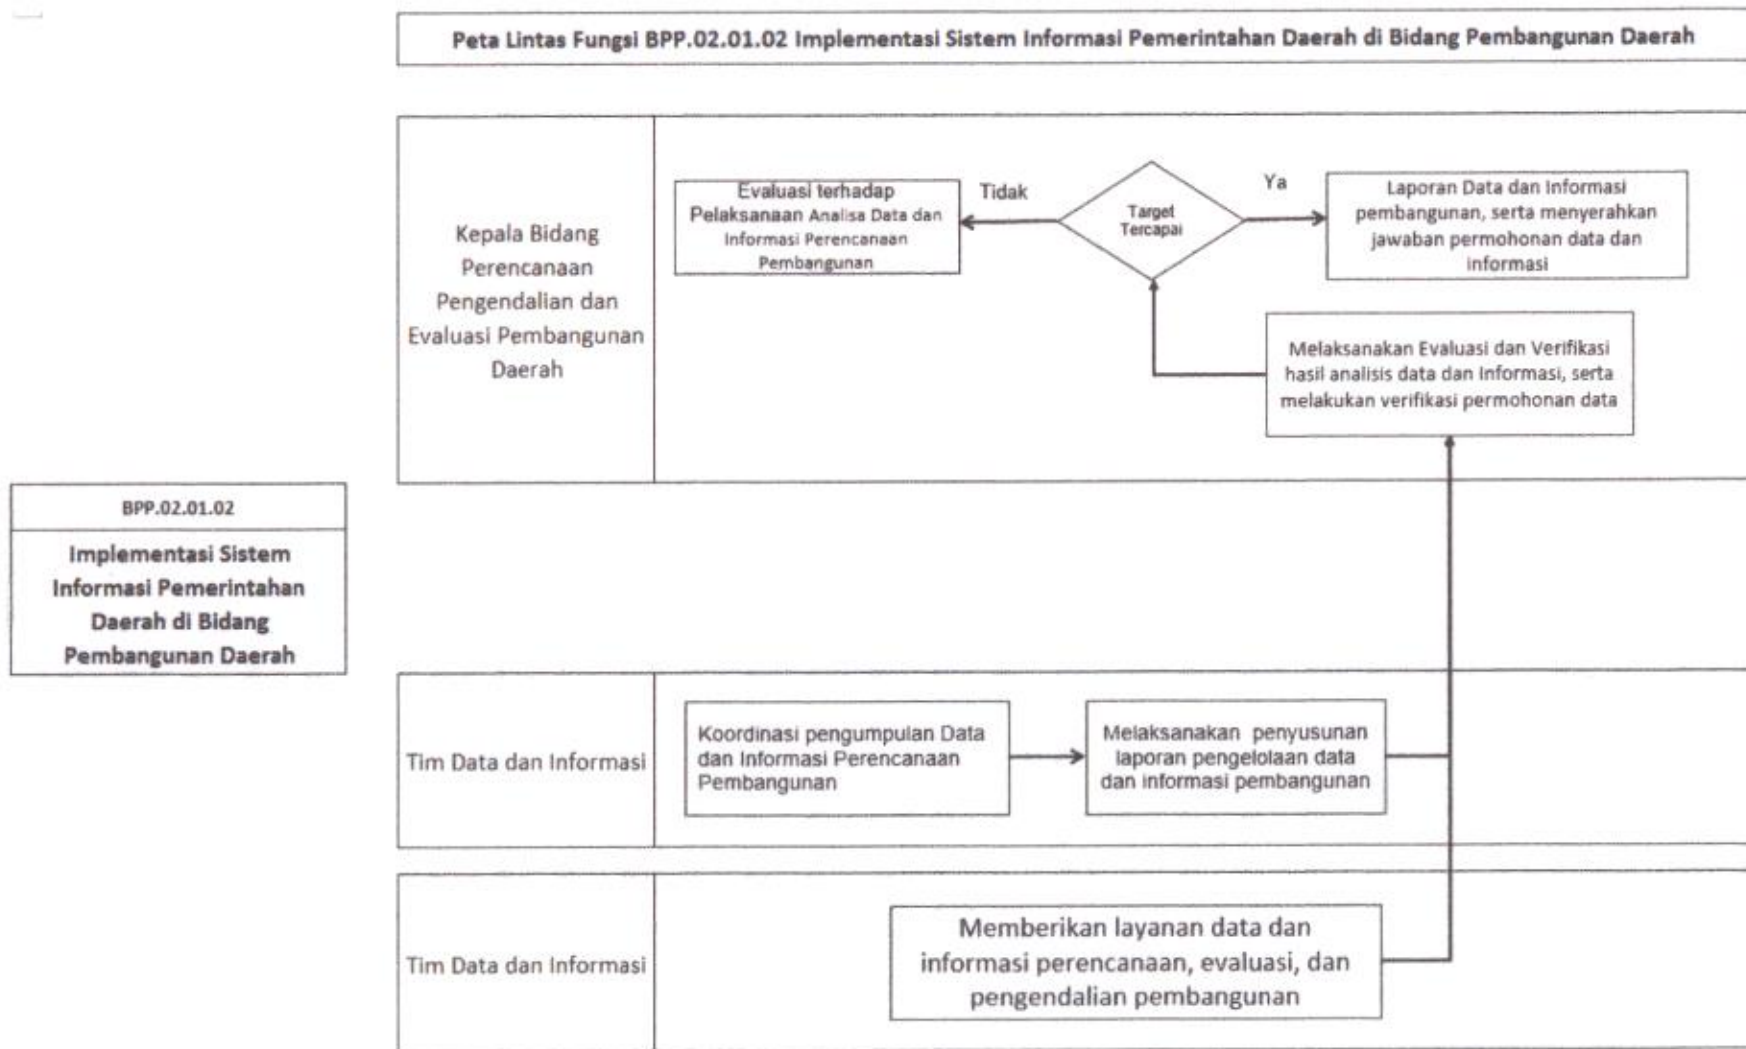 Peta Lintas Fungsi BPP.02.01.02 Implementasi Sistem Informasi Pemerintahan Daerah di Bidang Pembangunan Daerah
Kepala Bidang
Perencanaan
Pengendalian dan
Evaluasi Pembangunan
Daerah
Evaluasi terhadap
Pelaksanaan Analisa Data dan
Informasi Perencanaan
Pembangunan
Tidak
Target
Tercapai
Ya
Laporan Data dan Informasi
pembangunan, serta menyerahkan
jawaban permohonan data dan
informasi
Melaksanakan Evaluasi dan Verifikasi
hasil analisis data dan Informasi, serta
melakukan verifikasi permohonan data
BPP.02.01.02
Implementasi Sistem
Informasi Pemerintahan
Daerah di Bidang
Pembangunan Daerah
Tim Data dan Informasi
Koordinasi pengumpulan Data
dan Informasi Perencanaan
Pembangunan
Melaksanakan penyusunan
laporan pengelolaan data
dan informasi pembangunan
Tim Data dan Informasi
Memberikan layanan data dan
informasi perencanaan, evaluasi, dan
pengendalian pembangunan